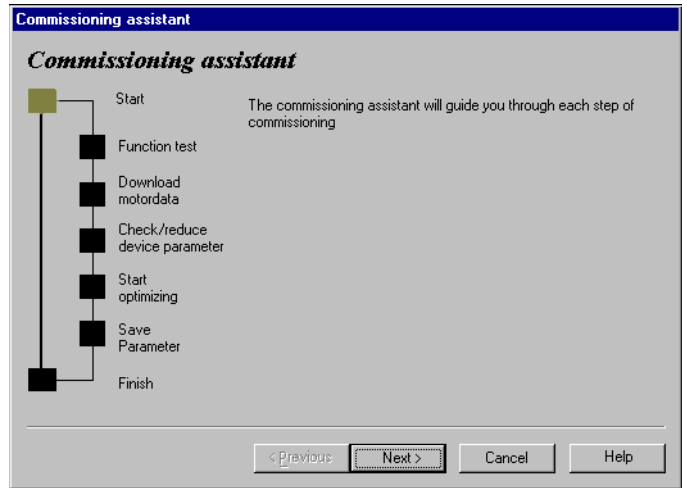 Commissioning assistant
Commissioning assistant
Start
The commissioning assistant will guide you through each step of
commissioning
Function test
Download
motordata
Check/reduce
device parameter
Start
optimizing
Save
Parameter
Finish
< Previous
Next >
Cancel
Help